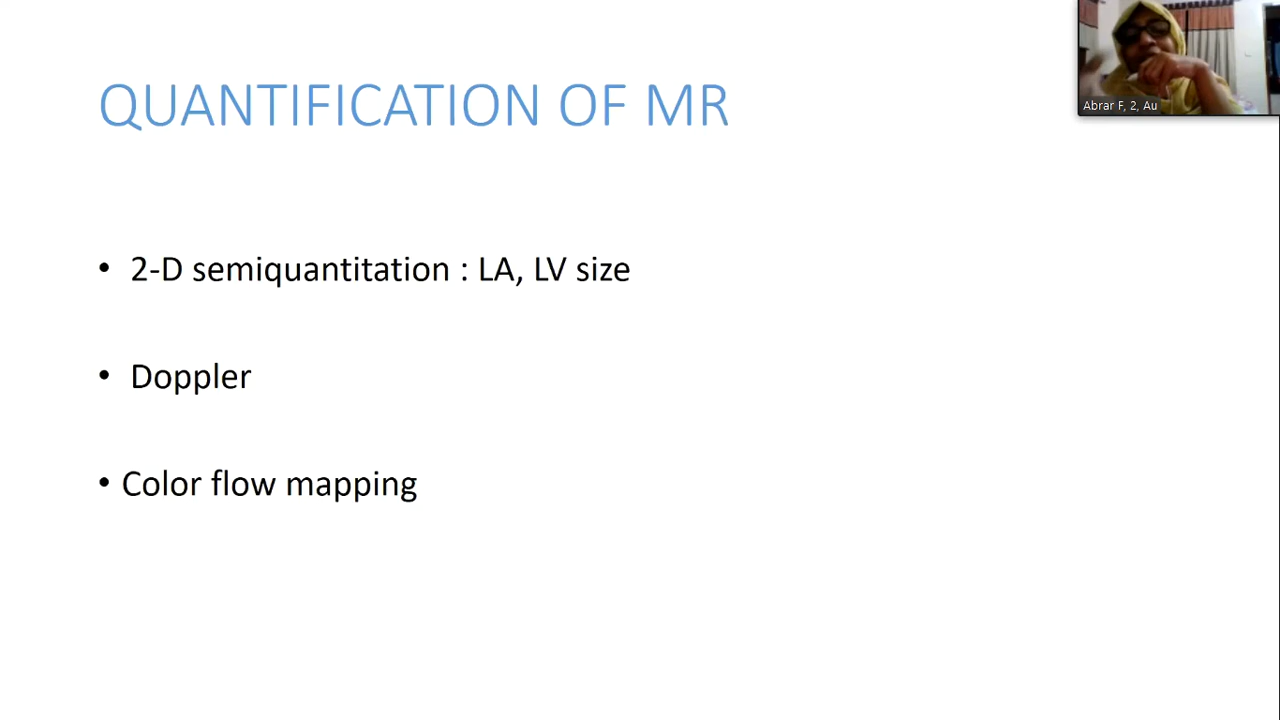 QUANTIFICATION OF MR
Abrar F, 2, Au
• 2-D semiquantitation : LA, LV size
• Doppler
• Color flow mapping